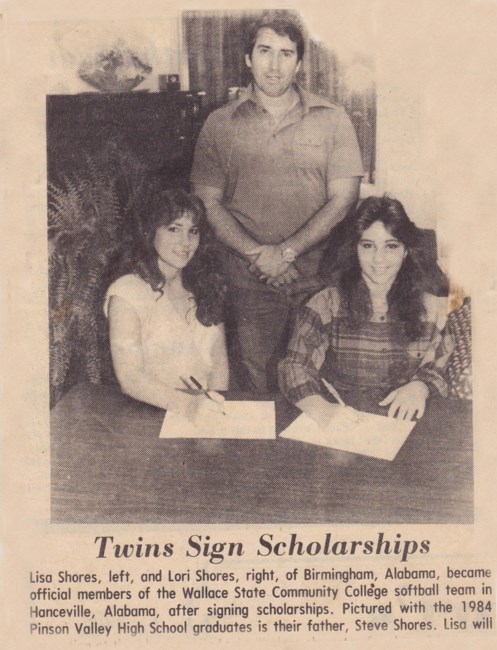 Twins Sign Scholarships
Lisa Shores, left, and Lori Shores, right, of Birmingham, Alabama, became
official members of the Wallace State Community College softball team in
Hanceville, Alabama, after signing scholarships. Pictured with the 1984
Pinson Valley High School graduates is their father, Steve Shores. Lisa will